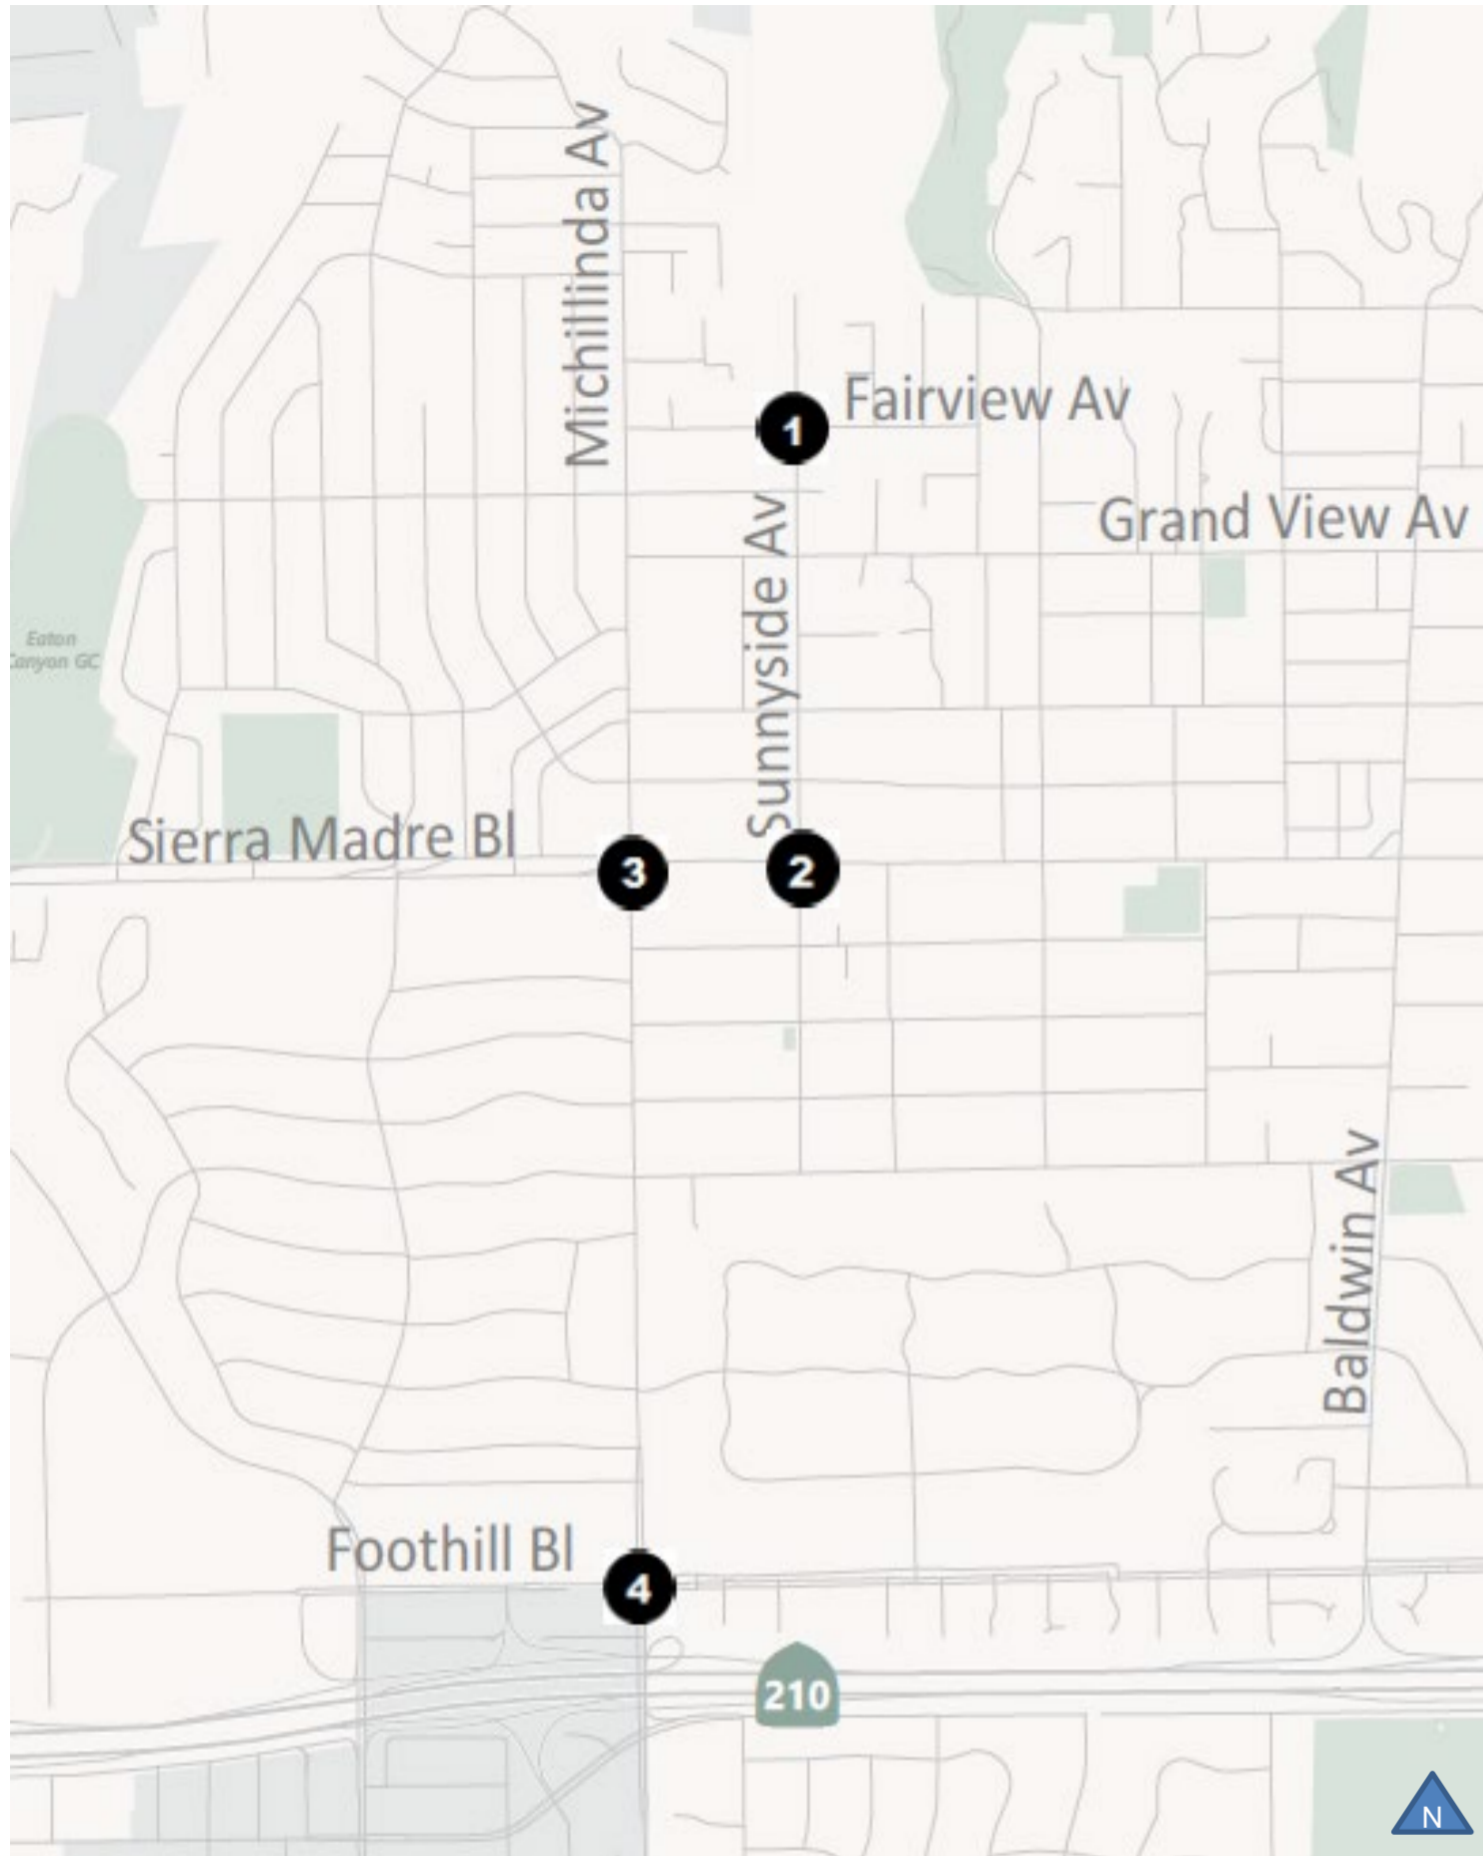 Michillinda Av
1
Fairview Av
Grand View Av
Sunnyside Av
Eaton
Canyon GC
Sierra Madre Bl
3
2
Baldwin Av
Foothill Bl
4
210
N